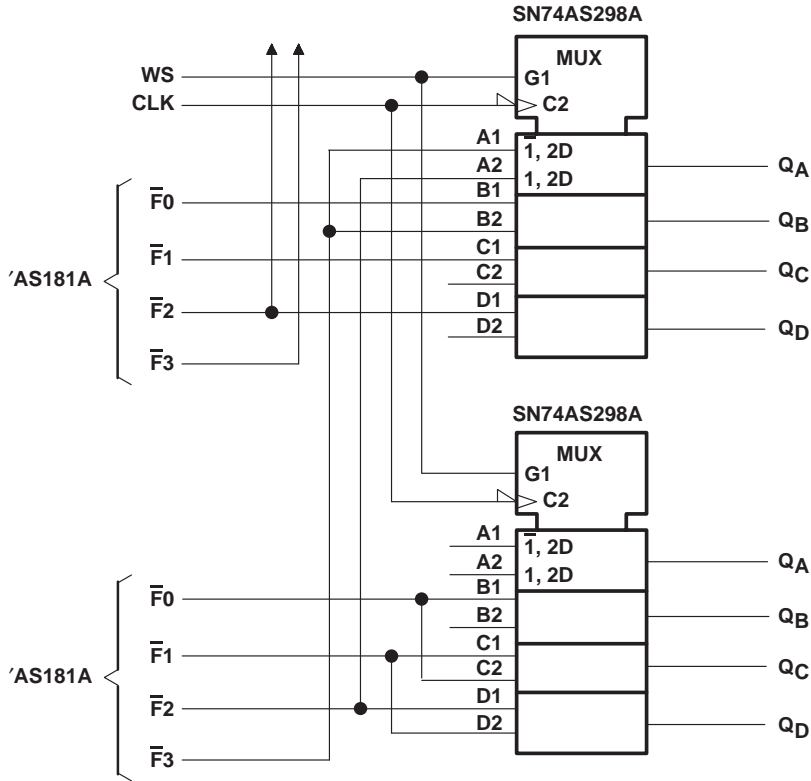 SN74AS298A
MUX
WS
G1
CLK
C2
A1
1̅, 2D
A2
1, 2D
QA
B1
F̅0
B2
QB
C1
F̅1
C2
QC
′AS181A
D1
F̅2
D2
QD
F̅3
SN74AS298A
MUX
G1
C2
A1
1̅, 2D
A2
1, 2D
QA
B1
F̅0
B2
QB
C1
F̅1
C2
QC
′AS181A
D1
F̅2
D2
QD
F̅3